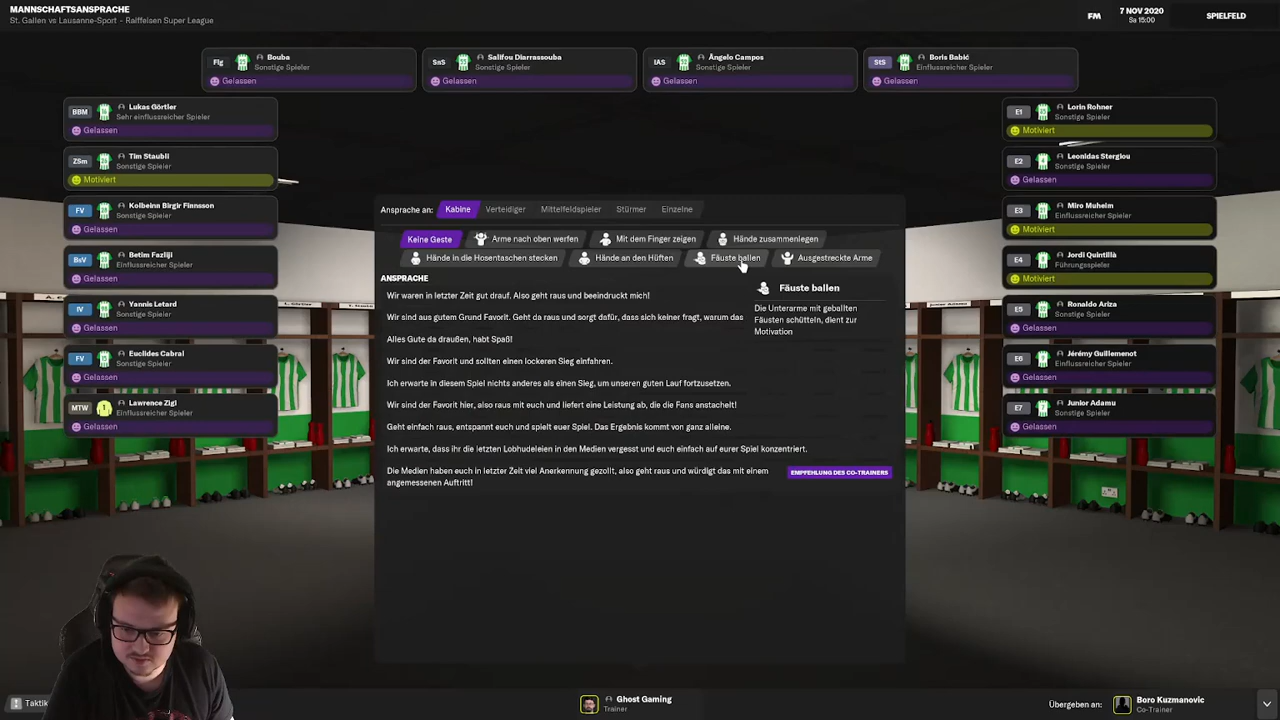 MANNSCHAFTSANSPRACHE
St. Gallen vs Lausanne-Sport - Raiffeisen Super League
FM
7 NOV 2020
Sa 15:00
SPIELFELD
Flg
Bouba
Sonstige Spieler
Gelassen
SnS
Salifou Diarrassouba
Sonstige Spieler
Gelassen
IAS
Ângelo Campos
Sonstige Spieler
Gelassen
StS
Boris Babić
Einflussreicher Spieler
Gelassen
BBM
Lukas Görtler
Sehr einflussreicher Spieler
Gelassen
ZSm
Tim Staubli
Sonstige Spieler
Motiviert
FV
Kolbeinn Birgir Finnsson
Sonstige Spieler
Gelassen
BsV
Betim Fazliji
Einflussreicher Spieler
Gelassen
IV
Yannis Letard
Sonstige Spieler
Gelassen
FV
Euclides Cabral
Sonstige Spieler
Gelassen
MTW
Lawrence Zigi
Einflussreicher Spieler
Gelassen
E1
Lorin Rohner
Sonstige Spieler
Motiviert
E2
Leonidas Stergiou
Sonstige Spieler
Gelassen
E3
Miro Muheim
Einflussreicher Spieler
Motiviert
E4
Jordi Quintillà
Führungsspieler
Motiviert
E5
Ronaldo Ariza
Sonstige Spieler
Gelassen
E6
Jérémy Guillemenot
Einflussreicher Spieler
Gelassen
E7
Junior Adamu
Sonstige Spieler
Gelassen
Ansprache an: Kabine Verteidiger Mittelfeldspieler Stürmer Einzelne
Keine Geste Arme nach oben werfen Mit dem Finger zeigen Hände zusammenlegen
Hände in die Hosentaschen stecken Hände an den Hüften Fäuste ballen Ausgestreckte Arme
ANSPRACHE
Wir waren in letzter Zeit gut drauf. Also geht raus und beeindruckt mich!
Wir sind aus gutem Grund Favorit. Geht da raus und sorgt dafür, dass sich keiner fragt, warum das
Alles Gute da draußen, habt Spaß!
Wir sind der Favorit und sollten einen lockeren Sieg einfahren.
Ich erwarte in diesem Spiel nichts anderes als einen Sieg, um unseren guten Lauf fortzusetzen.
Wir sind der Favorit hier, also raus mit euch und liefert eine Leistung ab, die die Fans anstachelt!
Geht einfach raus, entspannt euch und spielt euer Spiel. Das Ergebnis kommt von ganz alleine.
Ich erwarte, dass ihr die letzten Lobhudeleien in den Medien vergesst und euch einfach auf eurer Spiel konzentriert.
Die Medien haben euch in letzter Zeit viel Anerkennung gezollt, also geht raus und würdigt das mit einem
angemessenen Auftritt!
EMPFEHLUNG DES CO-TRAINERS
Fäuste ballen
Die Unterarme mit geballten
Fäusten schütteln, dient zur
Motivation
Taktik
Ghost Gaming
Trainer
Übergeben an:
Boro Kuzmanovic
Co-Trainer